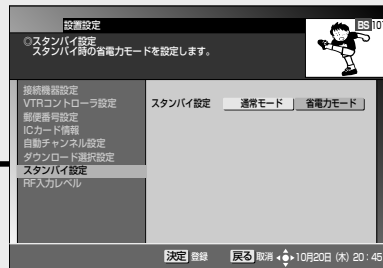 設置設定
BS 10
◎スタンバイ設定
スタンバイ時の省電力モードを設定します。
接続機器設定
VTRコントローラ設定
郵便番号設定
ICカード情報
自動チャンネル設定
ダウンロード選択設定
スタンバイ設定
RF入力レベル
スタンバイ設定 通常モード 省電力モード
決定 登録 戻る 取消 10月20日 (木) 20:45